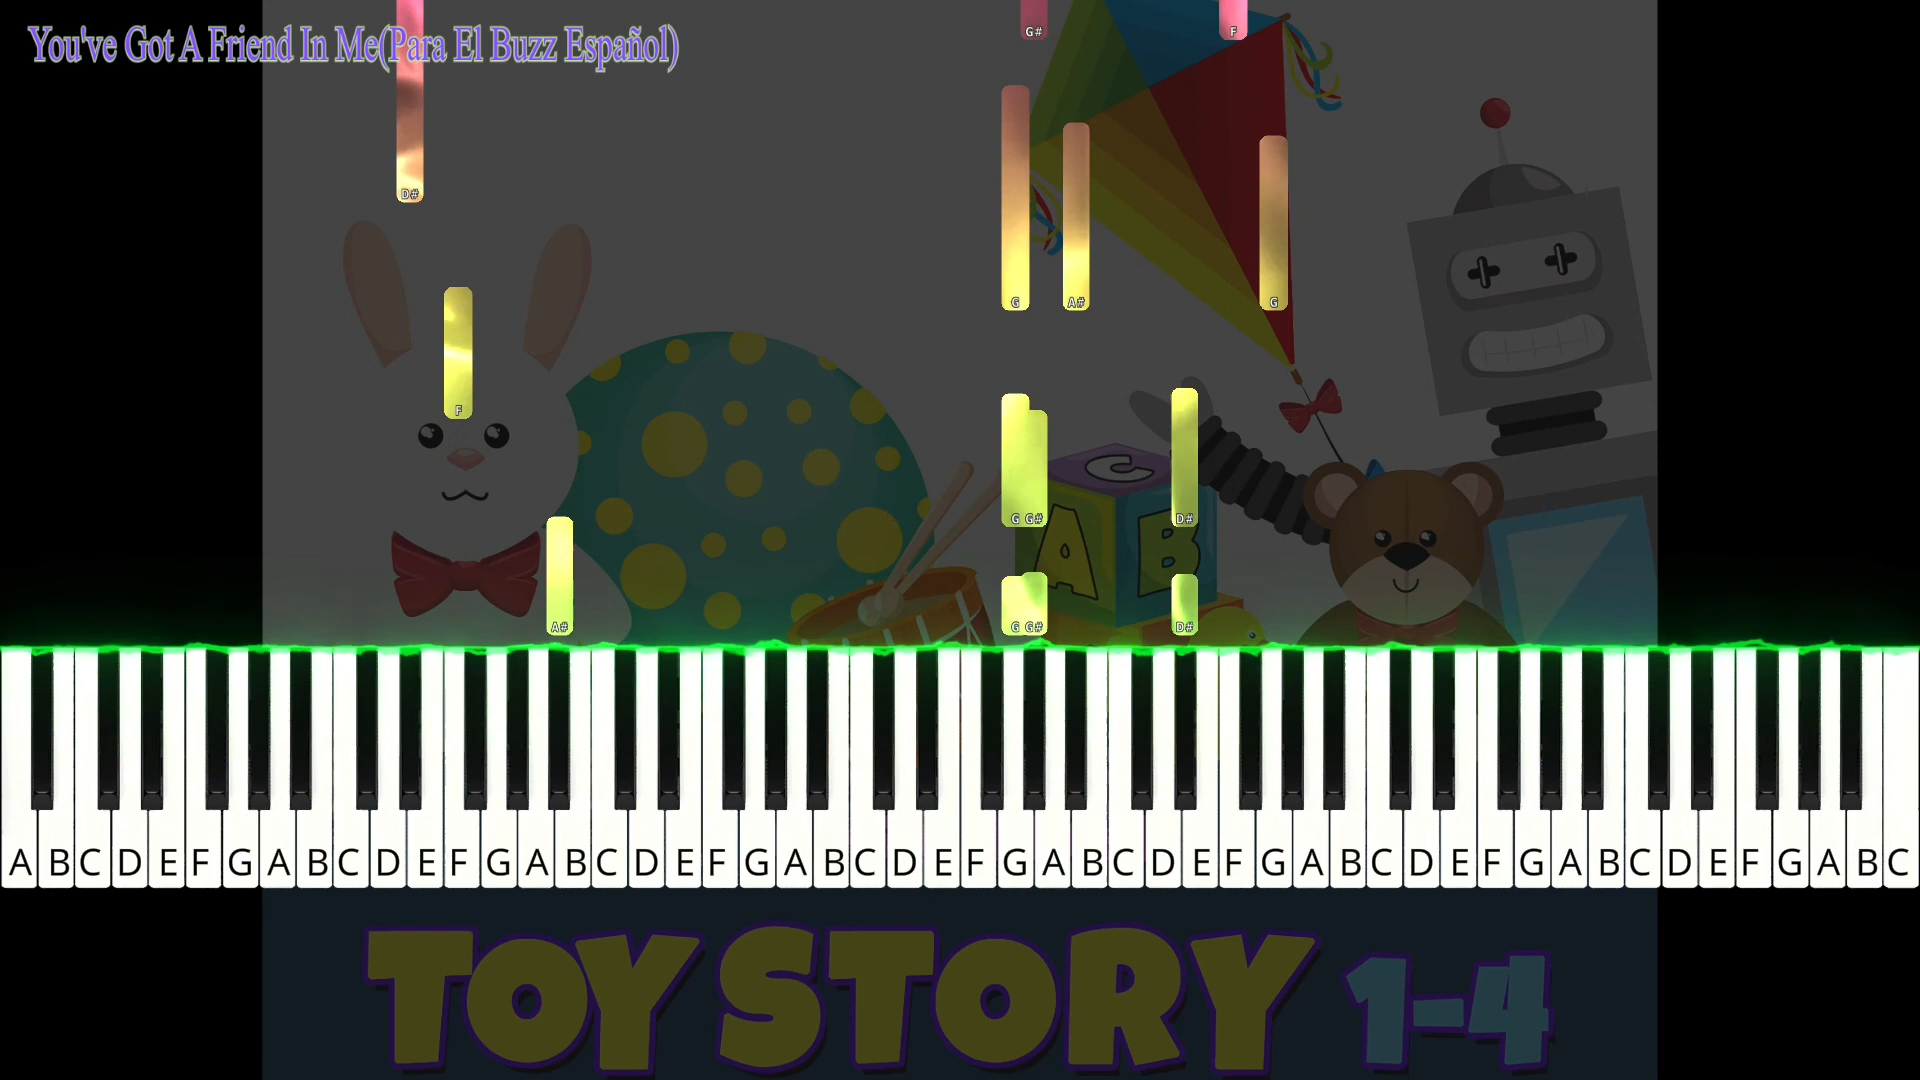 You've Got A Friend In Me(Para El Buzz Español)
G# F
D#
G A# G
F
G G# D#
A# G G# D#
C
A B
A B C D E F G A B C D E F G A B C D E F G A B C D E F G A B C D E F G A B C D E F G A B C D E F G A B C
TOY STORY 1-4